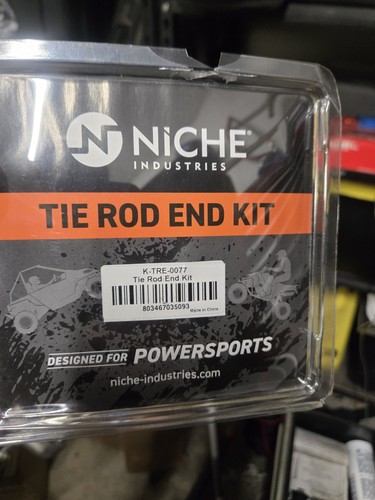 NICHE
INDUSTRIES
TIE ROD END KIT
K-TRE-0077
Tie Rod End Kit
803467035093
Made in China
DESIGNED FOR POWERSPORTS
niche-industries.com